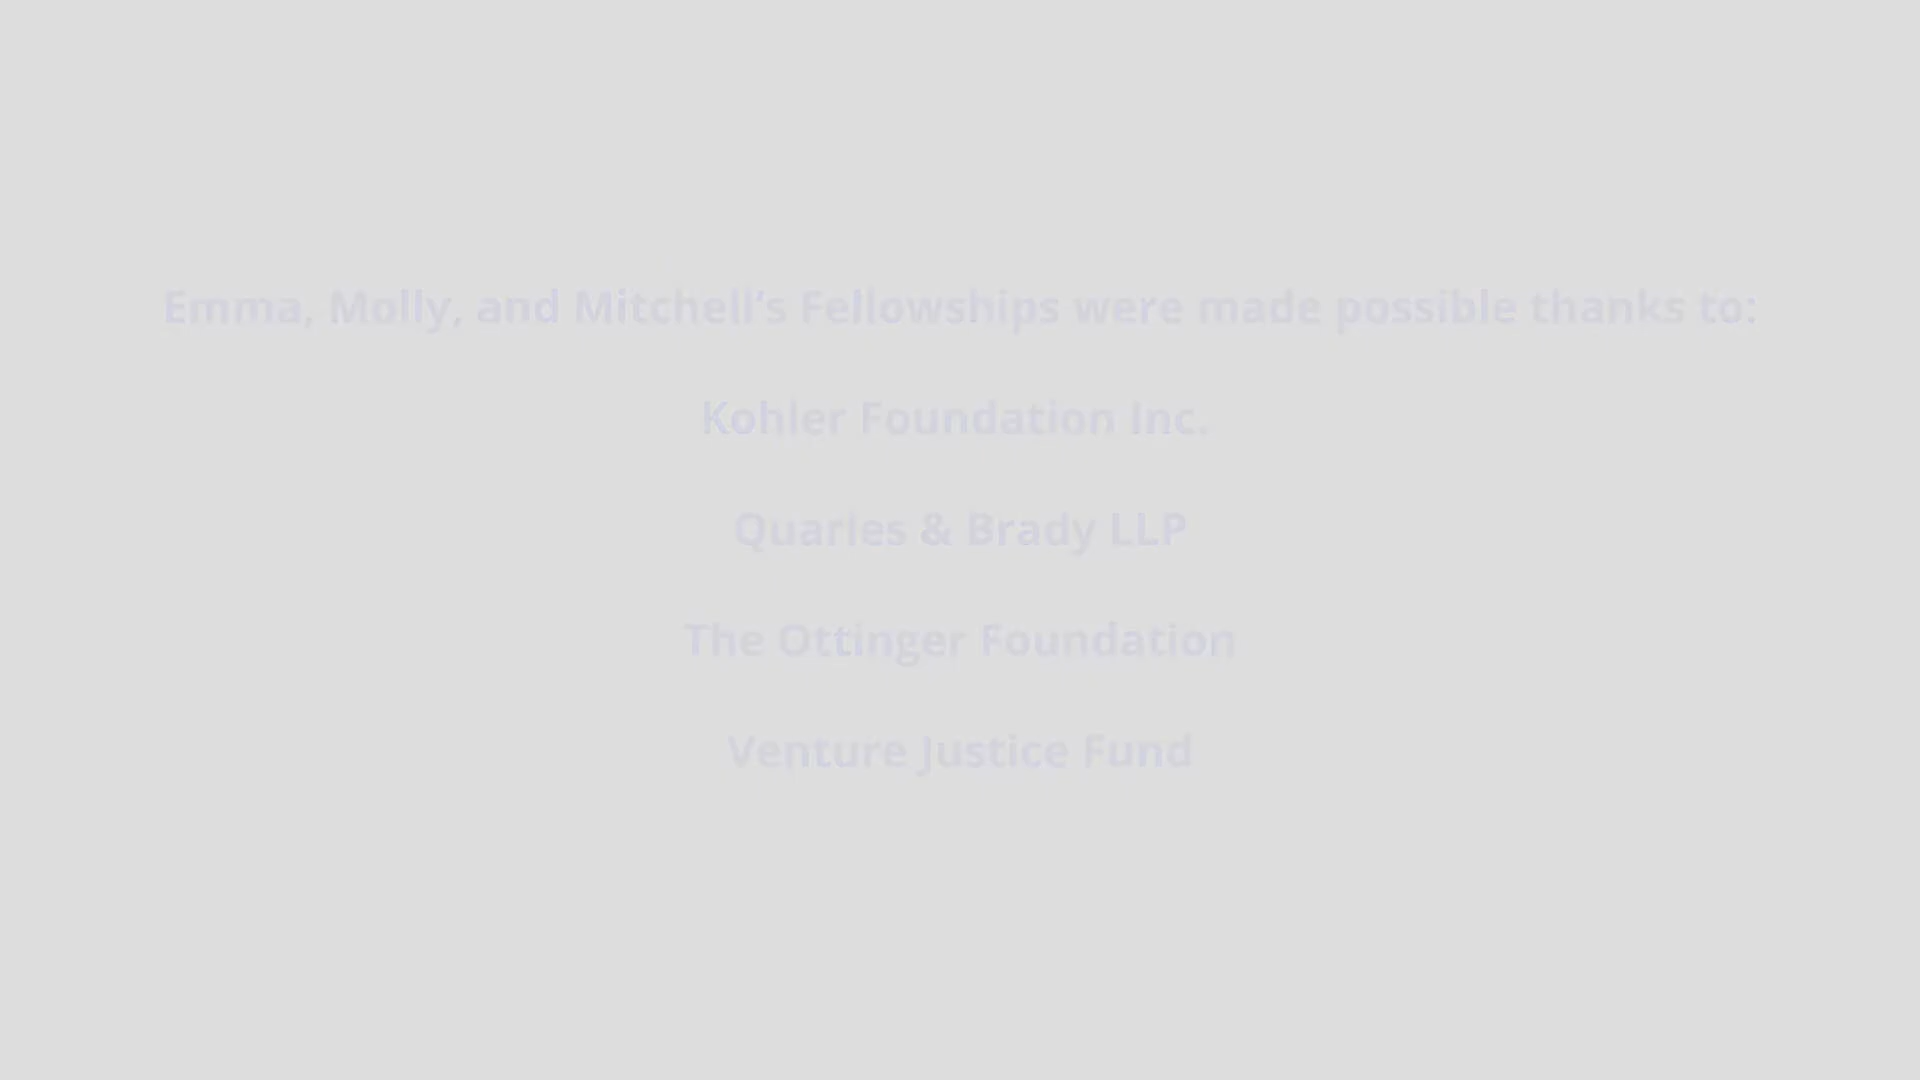 Emma, Molly, and Mitchell’s Fellowships were made possible thanks to:
Kohler Foundation Inc.
Quarles & Brady LLP
The Ottinger Foundation
Venture Justice Fund